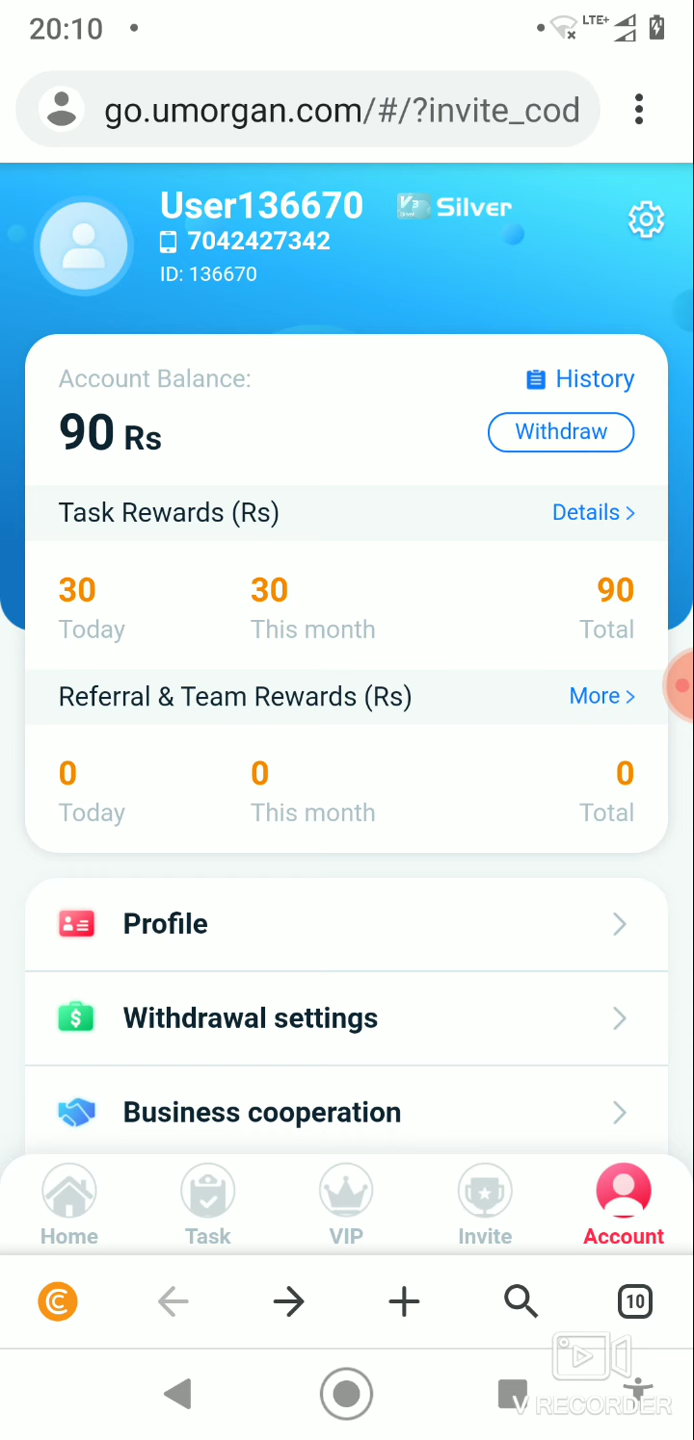 20:10
LTE+
go.umorgan.com/#/?invite_cod
User136670
V3
Silver
7042427342
ID: 136670
Account Balance:
History
90 Rs
Withdraw
Task Rewards (Rs)
Details >
30 30 90
Today This month Total
Referral & Team Rewards (Rs)
More >
0 0 0
Today This month Total
Profile
Withdrawal settings
Business cooperation
Home Task VIP Invite Account
10
V RECORDER